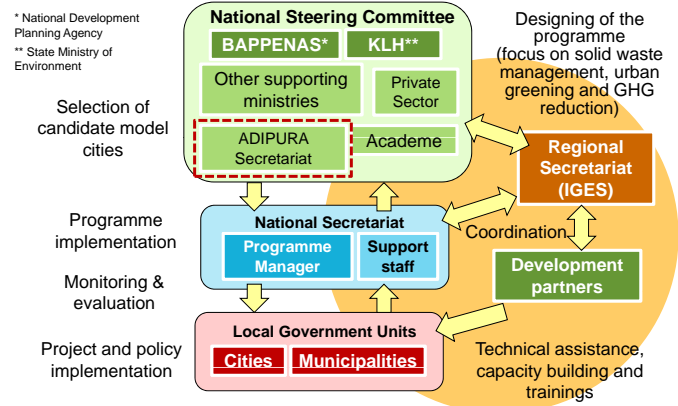 * National Development
Planning Agency
** State Ministry of
Environment
National Steering Committee
BAPPENAS*
KLH**
Other supporting
ministries
Private
Sector
ADIPURA
Secretariat
Academe
Designing of the
programme
(focus on solid waste
management, urban
greening and GHG
reduction)
Selection of
candidate model
cities
Regional
Secretariat
(IGES)
Programme
implementation
National Secretariat
Programme
Manager
Support
staff
Coordination
Monitoring &
evaluation
Development
partners
Local Government Units
Cities
Municipalities
Project and policy
implementation
Technical assistance,
capacity building and
trainings